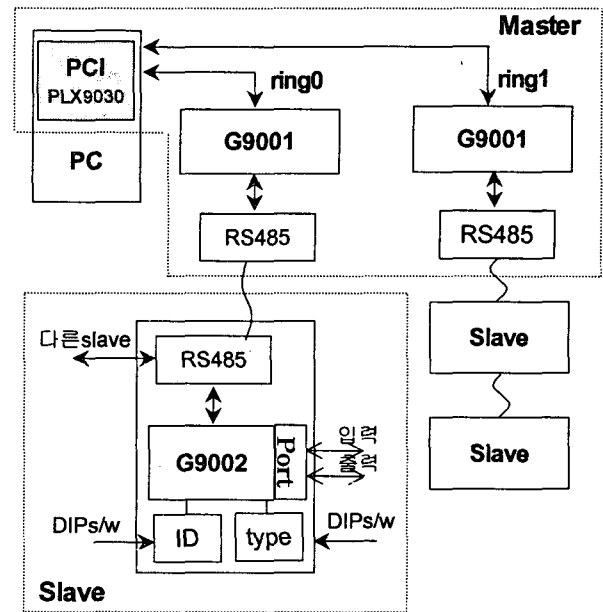 Master
PCI
PLX9030
PC
ring0
ring1
G9001
G9001
RS485
RS485
다른slave
RS485
Slave
G9002
Port
입력
출력
Slave
DIPs/w
ID
type
DIPs/w
Slave